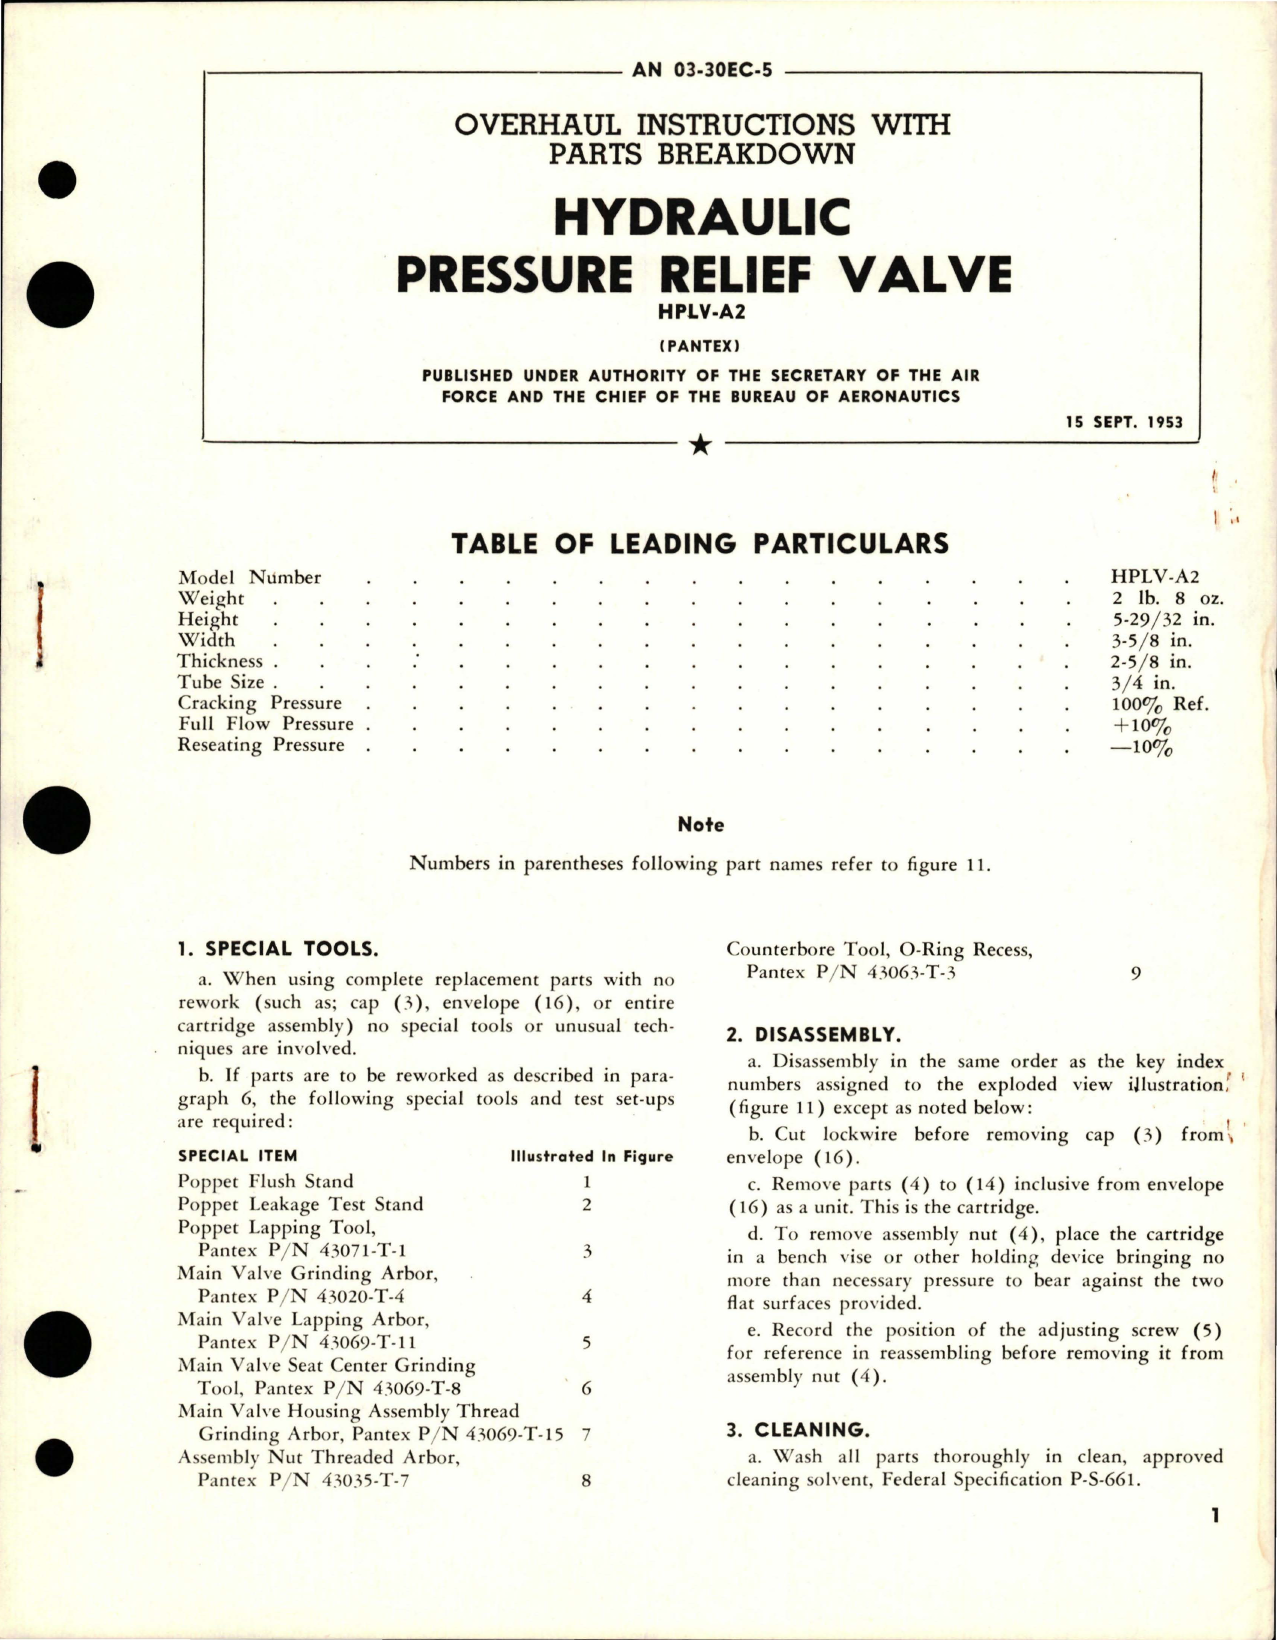 AN 03-30EC-5
OVERHAUL INSTRUCTIONS WITH
PARTS BREAKDOWN
HYDRAULIC
PRESSURE RELIEF VALVE
HPLV-A2
(PANTEX)
PUBLISHED UNDER AUTHORITY OF THE SECRETARY OF THE AIR
FORCE AND THE CHIEF OF THE BUREAU OF AERONAUTICS
15 SEPT. 1953
TABLE OF LEADING PARTICULARS
Model Number . . . . . . . . . . . . . . . . HPLV-A2
Weight . . . . . . . . . . . . . . . . . . 2 lb. 8 oz.
Height . . . . . . . . . . . . . . . . . . 5-29/32 in.
Width . . . . . . . . . . . . . . . . . . 3-5/8 in.
Thickness . . . . . . . . . . . . . . . . . . 2-5/8 in.
Tube Size . . . . . . . . . . . . . . . . . . 3/4 in.
Cracking Pressure . . . . . . . . . . . . . . . . 100% Ref.
Full Flow Pressure . . . . . . . . . . . . . . . . +10%
Reseating Pressure . . . . . . . . . . . . . . . . —10%
Note
Numbers in parentheses following part names refer to figure 11.
1. SPECIAL TOOLS.
a. When using complete replacement parts with no
rework (such as; cap (3), envelope (16), or entire
cartridge assembly) no special tools or unusual tech-
niques are involved.
b. If parts are to be reworked as described in para-
graph 6, the following special tools and test set-ups
are required:
SPECIAL ITEM Illustrated In Figure
Poppet Flush Stand 1
Poppet Leakage Test Stand 2
Poppet Lapping Tool,
Pantex P/N 43071-T-1 3
Main Valve Grinding Arbor,
Pantex P/N 43020-T-4 4
Main Valve Lapping Arbor,
Pantex P/N 43069-T-11 5
Main Valve Seat Center Grinding
Tool, Pantex P/N 43069-T-8 6
Main Valve Housing Assembly Thread
Grinding Arbor, Pantex P/N 43069-T-15 7
Assembly Nut Threaded Arbor,
Pantex P/N 43035-T-7 8
Counterbore Tool, O-Ring Recess,
Pantex P/N 43063-T-3 9
2. DISASSEMBLY.
a. Disassembly in the same order as the key index
numbers assigned to the exploded view illustration,
(figure 11) except as noted below:
b. Cut lockwire before removing cap (3) from
envelope (16).
c. Remove parts (4) to (14) inclusive from envelope
(16) as a unit. This is the cartridge.
d. To remove assembly nut (4), place the cartridge
in a bench vise or other holding device bringing no
more than necessary pressure to bear against the two
flat surfaces provided.
e. Record the position of the adjusting screw (5)
for reference in reassembling before removing it from
assembly nut (4).
3. CLEANING.
a. Wash all parts thoroughly in clean, approved
cleaning solvent, Federal Specification P-S-661.
1